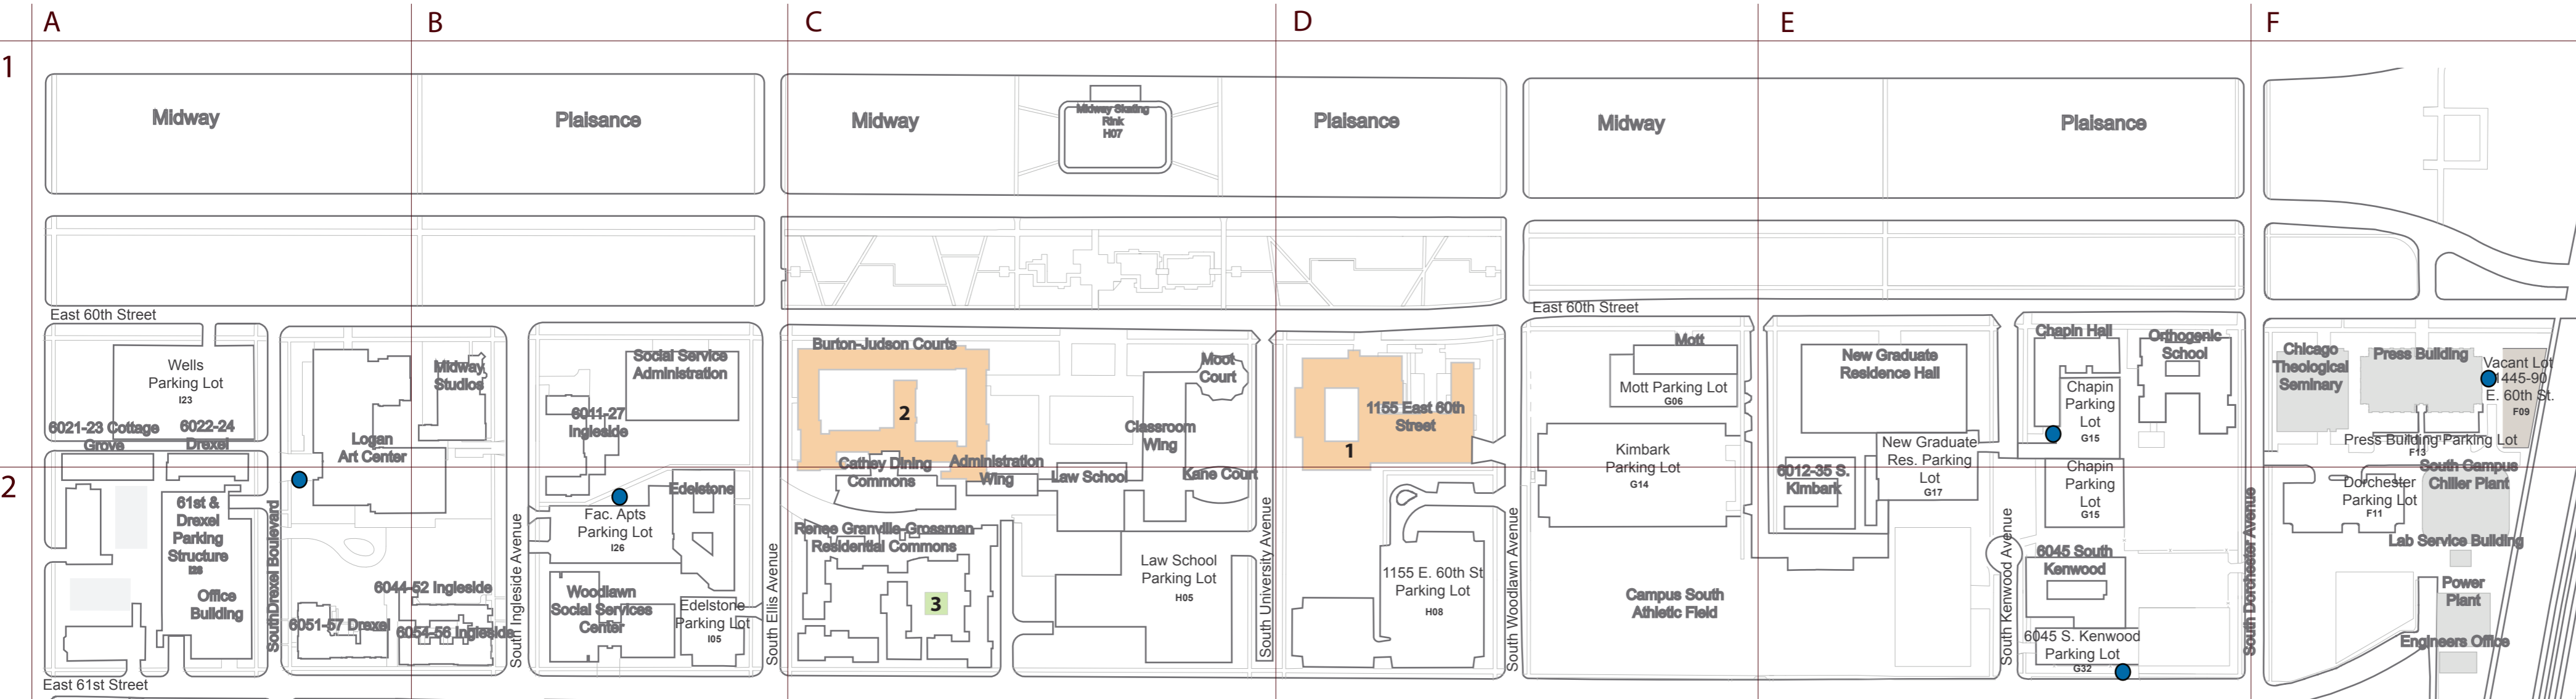 A
B
C
D
E
F
1
Midway
Plaisance
Midway
Midway Skating
Rink
H07
Plaisance
Midway
Plaisance
East 60th Street
East 60th Street
Wells
Parking Lot
I23
6021-23 Cottage
Grove
6022-24
Drexel
Logan
Art Center
Midway
Studios
6011-27
Ingleside
Social Service
Administration
Burton-Judson Courts
2
Moot
Court
Classroom
Wing
1155 East 60th
Street
1
Mott
Mott Parking Lot
G06
Kimbark
Parking Lot
G14
New Graduate
Residence Hall
New Graduate
Res. Parking
Lot
G17
Chapin Hall
Chapin
Parking
Lot
G15
Orthogenic
School
Chicago
Theological
Seminary
Press Building
Vacant Lot
1445-90
E. 60th St.
F09
Press Building Parking Lot
F13
2
61st &
Drexel
Parking
Structure
I28
Office
Building
South Drexel Boulevard
6044-52 Ingleside
6051-57 Drexel
6054-56 Ingleside
South Ingleside Avenue
Fac. Apts
Parking Lot
I26
Edelstone
Woodlawn
Social Services
Center
Edelstone
Parking Lot
I05
South Ellis Avenue
Cathey Dining
Commons
Administration
Wing
Law School
Kane Court
Renee Granville-Grossman
Residential Commons
3
Law School
Parking Lot
H05
South University Avenue
1155 E. 60th St
Parking Lot
H08
South Woodlawn Avenue
6012-35 S.
Kimbark
Campus South
Athletic Field
South Kenwood Avenue
Chapin
Parking
Lot
G15
6045 South
Kenwood
6045 S. Kenwood
Parking Lot
G32
South Dorchester Avenue
Dorchester
Parking Lot
F11
South Campus
Chiller Plant
Lab Service Building
Power
Plant
Engineers Office
East 61st Street